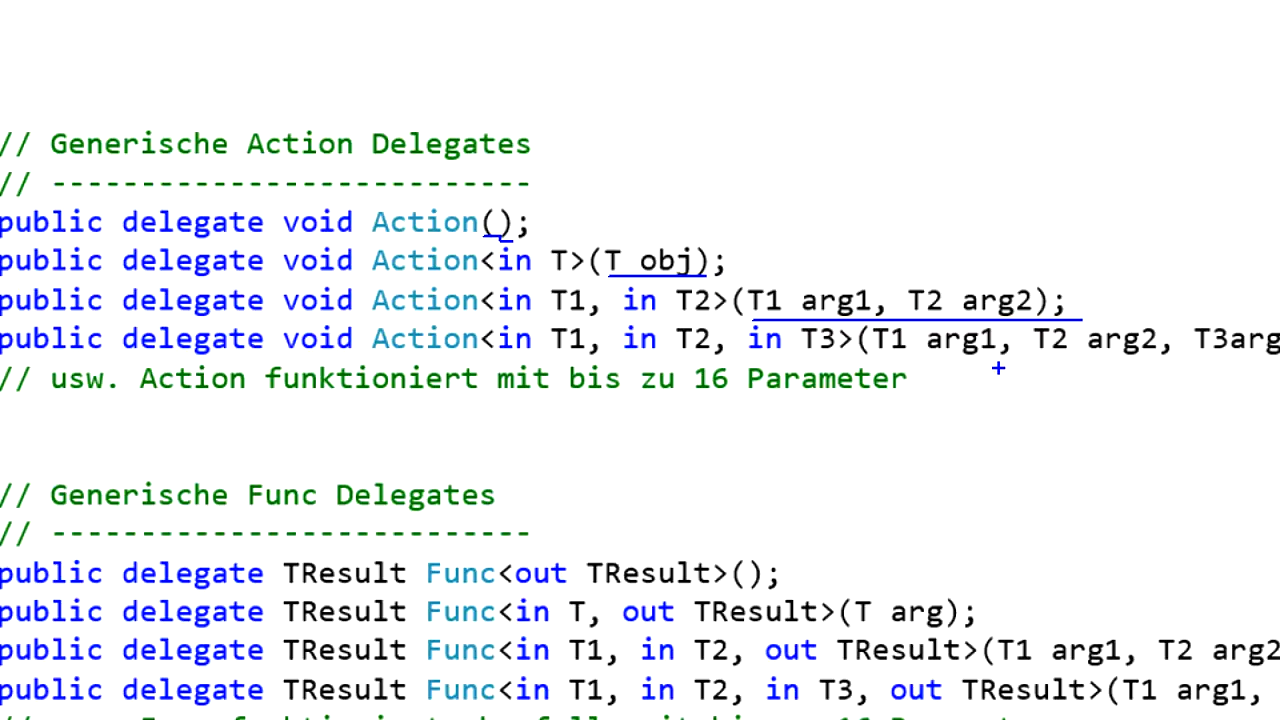 // Generische Action Delegates
// ---------------------------
public delegate void Action();
public delegate void Action<in T>(T obj);
public delegate void Action<in T1, in T2>(T1 arg1, T2 arg2);
public delegate void Action<in T1, in T2, in T3>(T1 arg1, T2 arg2, T3arg
// usw. Action funktioniert mit bis zu 16 Parameter
// Generische Func Delegates
// ---------------------------
public delegate TResult Func<out TResult>();
public delegate TResult Func<in T, out TResult>(T arg);
public delegate TResult Func<in T1, in T2, out TResult>(T1 arg1, T2 arg2
public delegate TResult Func<in T1, in T2, in T3, out TResult>(T1 arg1,